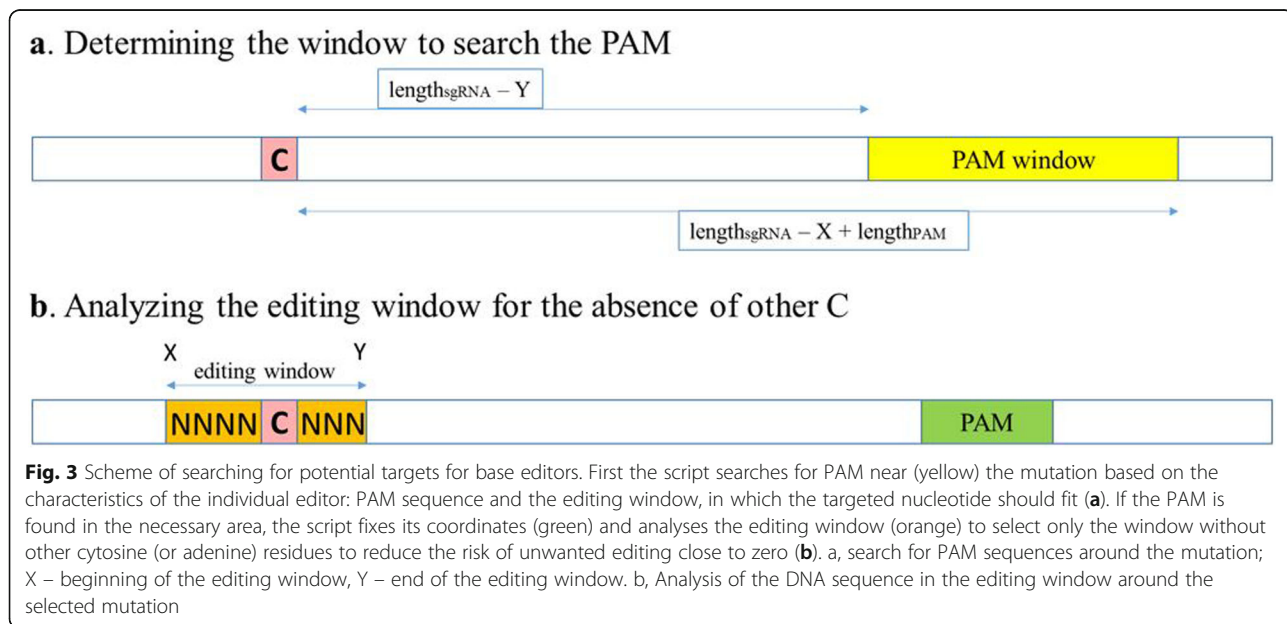 a. Determining the window to search the PAM
lengthsgRNA – Y
C
PAM window
lengthsgRNA – X + lengthPAM
b. Analyzing the editing window for the absence of other C
X Y
editing window
NNNN C NNN
PAM
Fig. 3 Scheme of searching for potential targets for base editors. First the script searches for PAM near (yellow) the mutation based on the
characteristics of the individual editor: PAM sequence and the editing window, in which the targeted nucleotide should fit (a). If the PAM is
found in the necessary area, the script fixes its coordinates (green) and analyses the editing window (orange) to select only the window without
other cytosine (or adenine) residues to reduce the risk of unwanted editing close to zero (b). a, search for PAM sequences around the mutation;
X – beginning of the editing window, Y – end of the editing window. b, Analysis of the DNA sequence in the editing window around the
selected mutation